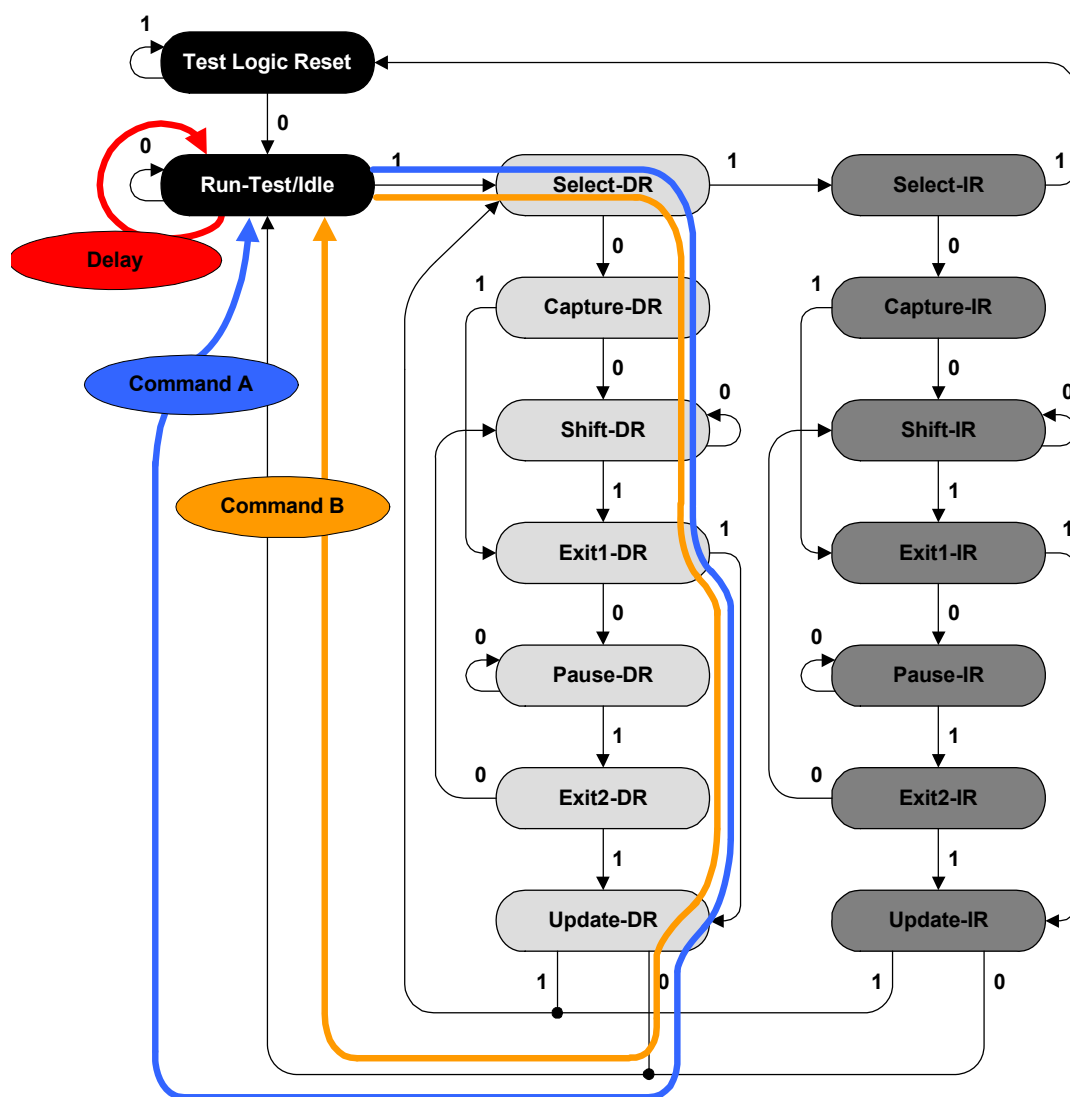 1
Test Logic Reset
0
0
Run-Test/Idle
1
Select-DR
1
Select-IR
1
Delay
0
0
1
Capture-DR
1
Capture-IR
Command A
0
0
Shift-DR
0
Shift-IR
0
1
1
Command B
Exit1-DR
1
Exit1-IR
1
0
0
0
Pause-DR
0
Pause-IR
1
1
0
Exit2-DR
0
Exit2-IR
1
1
Update-DR
Update-IR
1
0
1
0